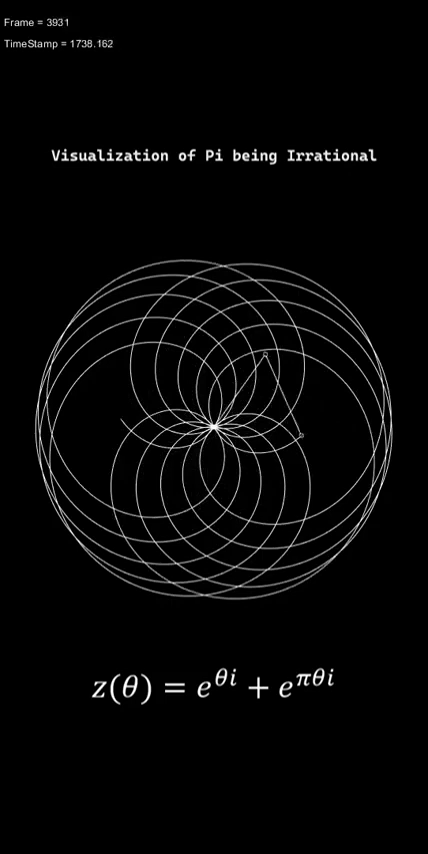 Frame = 3931
TimeStamp = 1738.162
Visualization of Pi being Irrational
z(θ) = e^{θi} + e^{πθi}